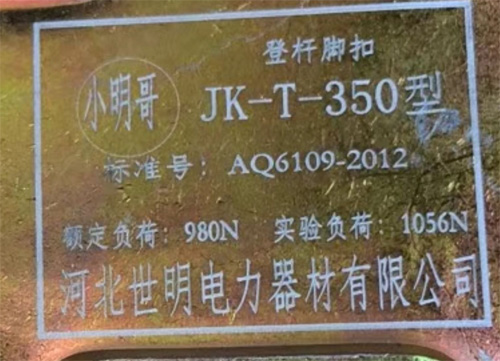 登杆脚扣
小明哥 JK-T-350型
标准号：AQ6109-2012
额定负荷：980N 实验负荷：1056N
河北世明电力器材有限公司